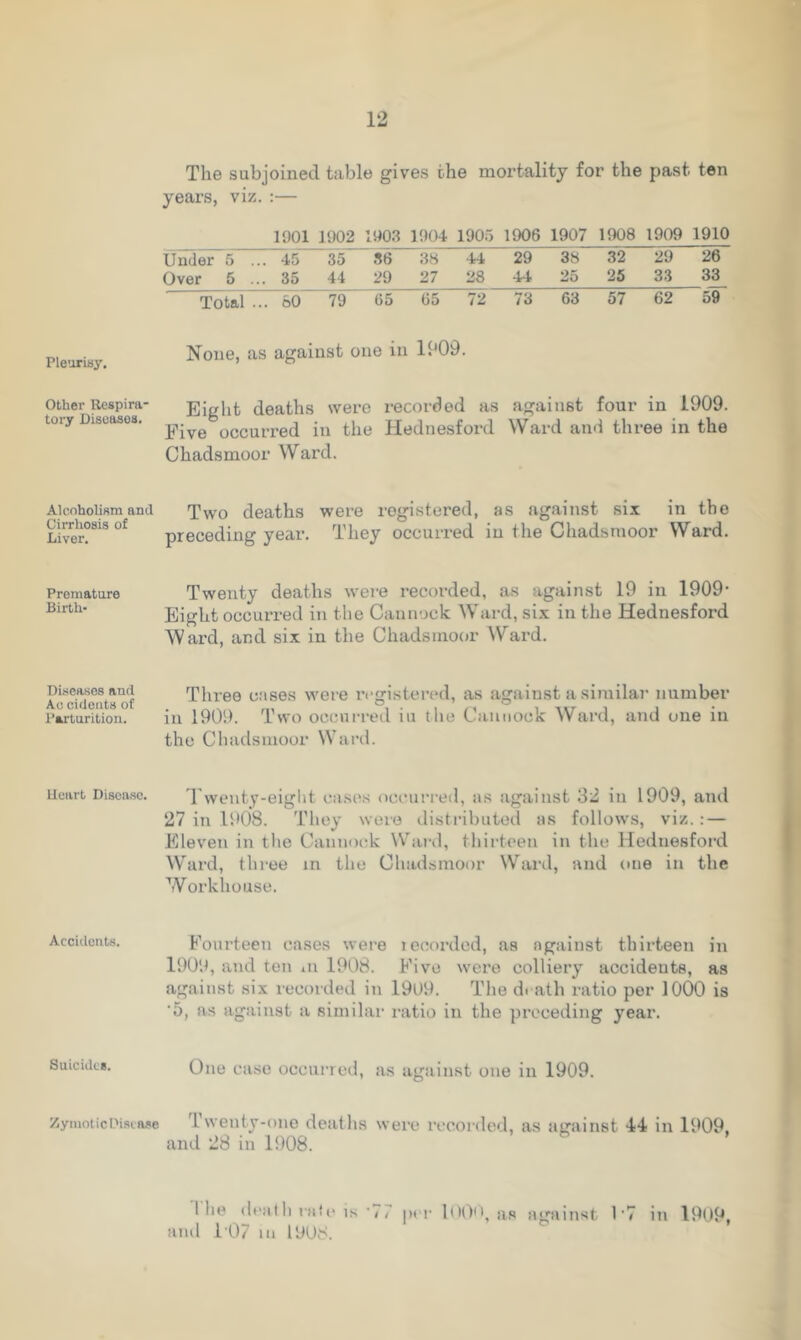 12
The subjoined table gives the mortality for the past ten
years, viz. :—
1901 1902 1903 1904 1905 1906 1907 1908 1909 1910
Under 5 ... 45 35 36 38 44 29 38 32 29 26
Over 5 ... 35 44 29 27 28 44 25 25 33 33
Total ... 80 79 65 65 72 73 63 57 62 59
Pleurisy.
None, as against one in 1909.
Other Respira-
tory Diseases.
Eight deaths were recorded as against four in 1909.
Five occurred in the Hednesford Ward and three in the
Chadsmoor Ward.
Alcoholism and
Cirrhosis of
Liver.
Two deaths were registered, as against six in the
preceding year. They occurred in the Chadsmoor Ward.
Premature
Birth.
Twenty deaths were recorded, as against 19 in 1909.
Eight occurred in the Cannock Ward, six in the Hednesford
Ward, and six in the Chadsmoor Ward.
Diseases and
Ac cidents of
Parturition.
Three cases were registered, as against a similar number
in 1909. Two occurred in the Cannock Ward, and one in
the Chadsmoor Ward.
Heart Disease.
Twenty-eight cases occurred, as against 32 in 1909, and
27 in 1908. They were distributed as follows, viz. :—
Eleven in the Cannock Ward, thirteen in the Hednesford
Ward, three in the Chadsmoor Ward, and one in the
Workhouse.
Accidents.
Fourteen cases were recorded, as against thirteen in
1909, and ten in 1908. Five were colliery accidents, as
against six recorded in 1909. The death ratio per 1000 is
·5, as against a similar ratio in the preceding year.
Suicides.
One case occurred, as against one in 1909.
Zymotic Disease
Twenty-one deaths were recorded, as against 44 in 1909,
and 28 in 1908.
The death rate is ·77 per 1000, as against 1·7 in 1909,
and 1·07 in 1908.